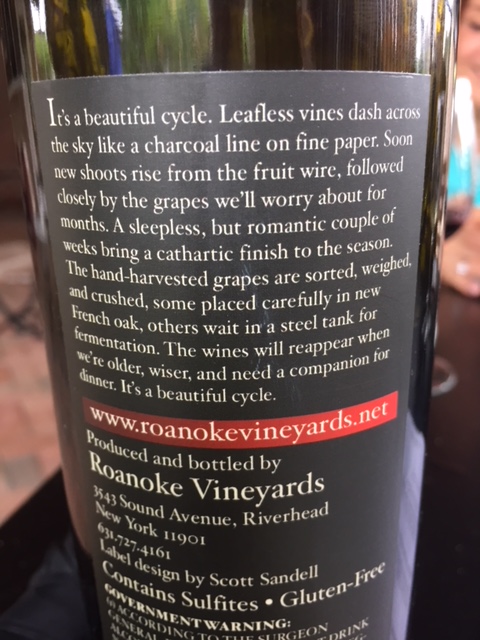 It's a beautiful cycle. Leafless vines dash across
the sky like a charcoal line on fine paper. Soon
new shoots rise from the fruit wire, followed
closely by the grapes we'll worry about for
months. A sleepless, but romantic couple of
weeks bring a cathartic finish to the season.
The hand-harvested grapes are sorted, weighed,
and crushed, some placed carefully in new
French oak, others wait in a steel tank for
fermentation. The wines will reappear when
we're older, wiser, and need a companion for
dinner. It's a beautiful cycle.
www.roanokevineyards.net
Produced and bottled by
Roanoke Vineyards
3543 Sound Avenue, Riverhead
New York 11901
631.727.4161
Label design by Scott Sandell
Contains Sulfites • Gluten-Free
GOVERNMENT WARNING:
ACCORDING TO THE SURGEON
GENERAL DRINK